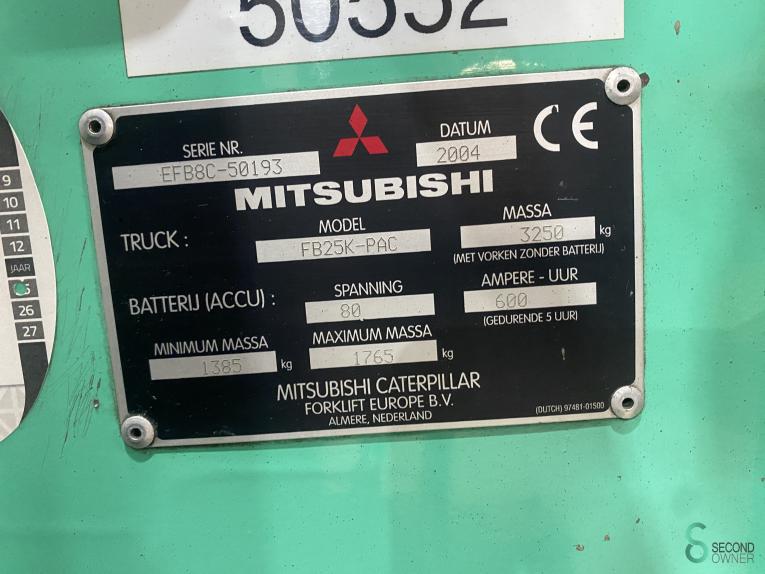 50552
SERIE NR.
DATUM
CE
EFB8C-50193
2004
MITSUBISHI
TRUCK :
MODEL
MASSA
FB25K-PAC
3250 kg
(MET VORKEN ZONDER BATTERIJ)
BATTERIJ (ACCU) :
SPANNING
AMPERE - UUR
80
600
(GEDURENDE 5 UUR)
MINIMUM MASSA
MAXIMUM MASSA
1385 kg
1765 kg
MITSUBISHI CATERPILLAR
FORKLIFT EUROPE B.V.
ALMERE, NEDERLAND
(DUTCH) 97481-01500
9
10
11
12
JAAR
26
27
SECOND
OWNER